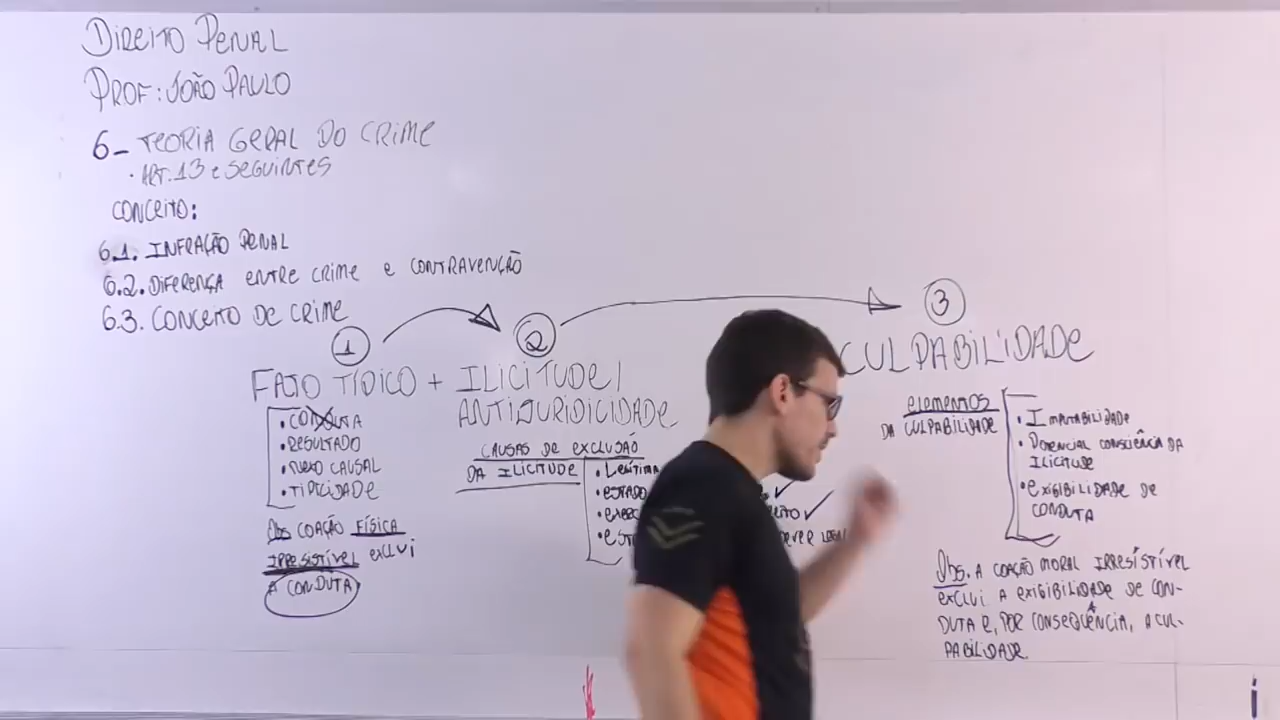 DIREITO PENAL
PROF: JOÃO PAULO
6- TEORIA GERAL DO CRIME
• ART. 13 E SEGUINTES
CONCEITO:
6.1. INFRAÇÃO PENAL
6.2. DIFERENÇA ENTRE CRIME E CONTRAVENÇÃO
6.3. CONCEITO DE CRIME
1 2 3
FATO TÍPICO + ILICITUDE/
ANTIJURIDICIDADE
CULPABILIDADE
• CONDUTA
• RESULTADO
• NEXO CAUSAL
• TIPICIDADE
OBS COAÇÃO FÍSICA
IRRESISTÍVEL EXCLUI
A CONDUTA
CAUSAS DE EXCLUSÃO
DA ILICITUDE
• LEGÍTIMA
• ESTADO
ELEMENTOS
DA CULPABILIDADE
• IMPUTABILIDADE
• POTENCIAL CONSCIÊNCIA DA
ILICITUDE
• EXIGIBILIDADE DE
CONDUTA
OBS. A COAÇÃO MORAL IRRESISTÍVEL
EXCLUI A EXIGIBILIDADE DE CON-
DUTA E, POR CONSEQUÊNCIA, A CUL-
PABILIDADE.